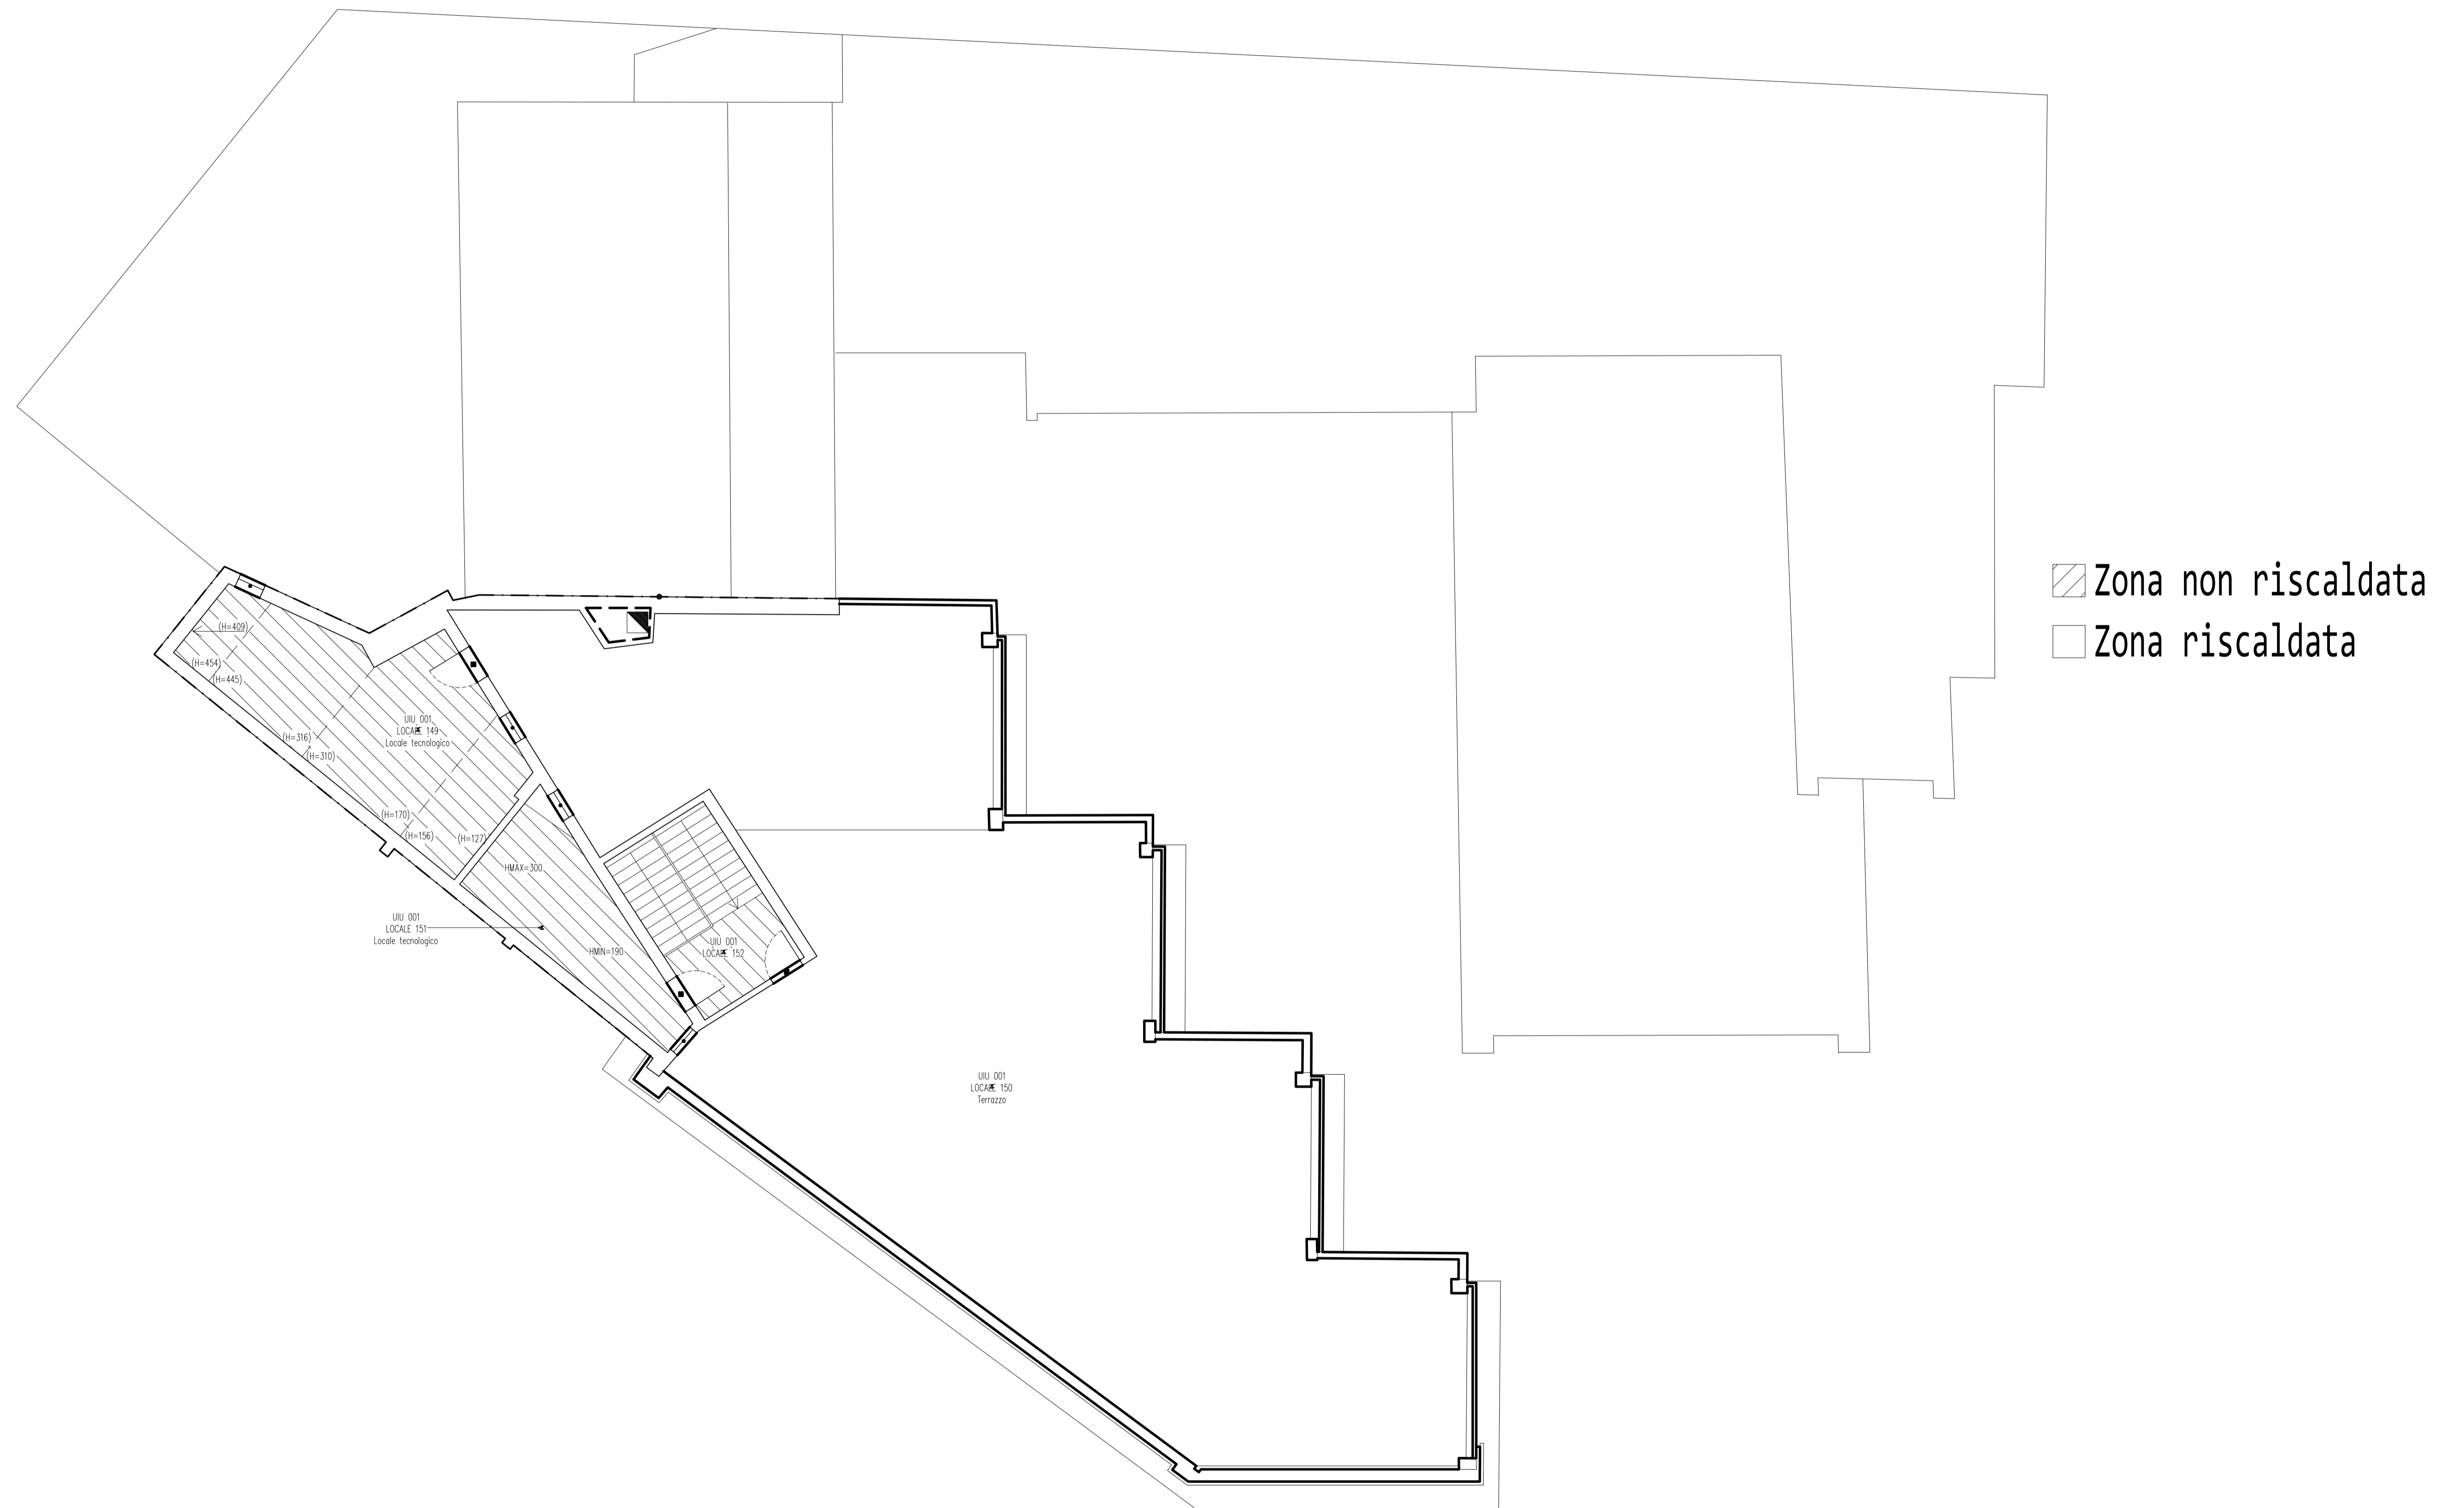 Zona non riscaldata
Zona riscaldata
(H=409)
(H=454)
(H=445)
UIU 001
LOCALE 149
Locale tecnologico
(H=316)
(H=310)
(H=170)
(H=156)
(H=127)
HMAX=300
UIU 001
LOCALE 151
Locale tecnologico
HMIN=190
UIU 001
LOCALE 152
UIU 001
LOCALE 150
Terrazzo